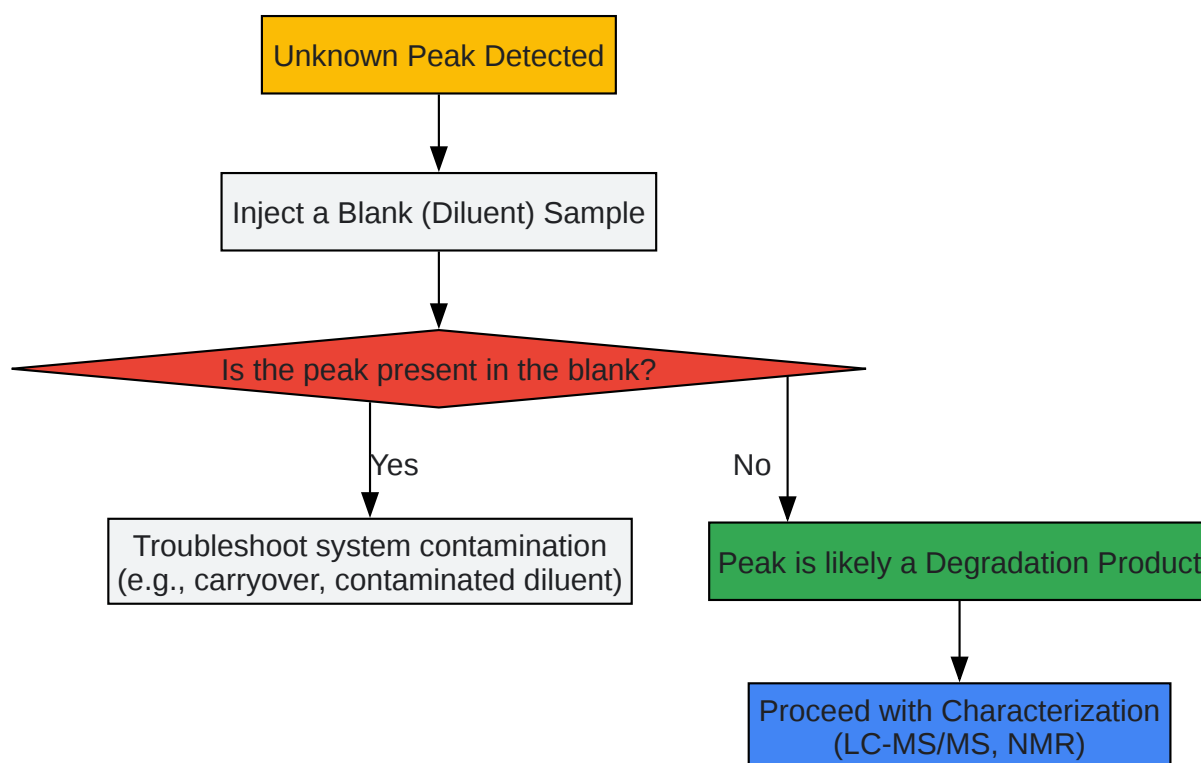 Unknown Peak Detected
Inject a Blank (Diluent) Sample
Is the peak present in the blank?
Yes
No
Troubleshoot system contamination
(e.g., carryover, contaminated diluent)
Peak is likely a Degradation Product
Proceed with Characterization
(LC-MS/MS, NMR)